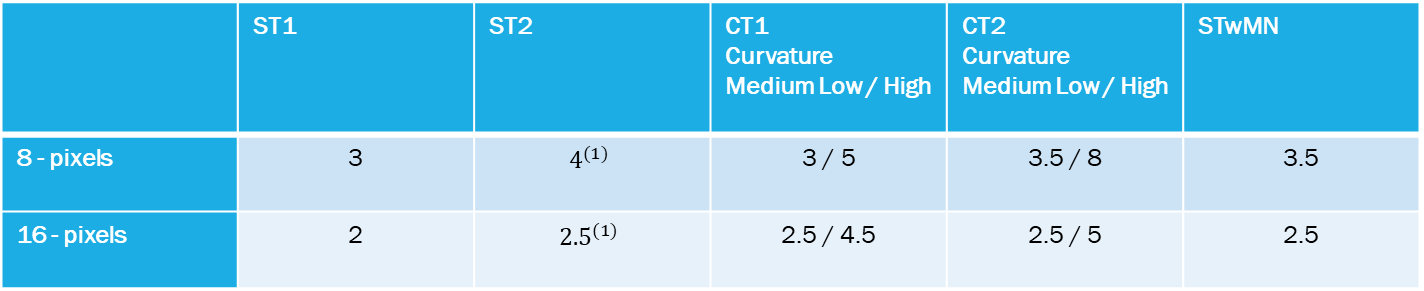 ST1 ST2 CT1 CT2 STwMN
Curvature Curvature
Medium Low / High Medium Low / High
8 - pixels 3 4⁽¹⁾ 3 / 5 3.5 / 8 3.5
16 - pixels 2 2.5⁽¹⁾ 2.5 / 4.5 2.5 / 5 2.5